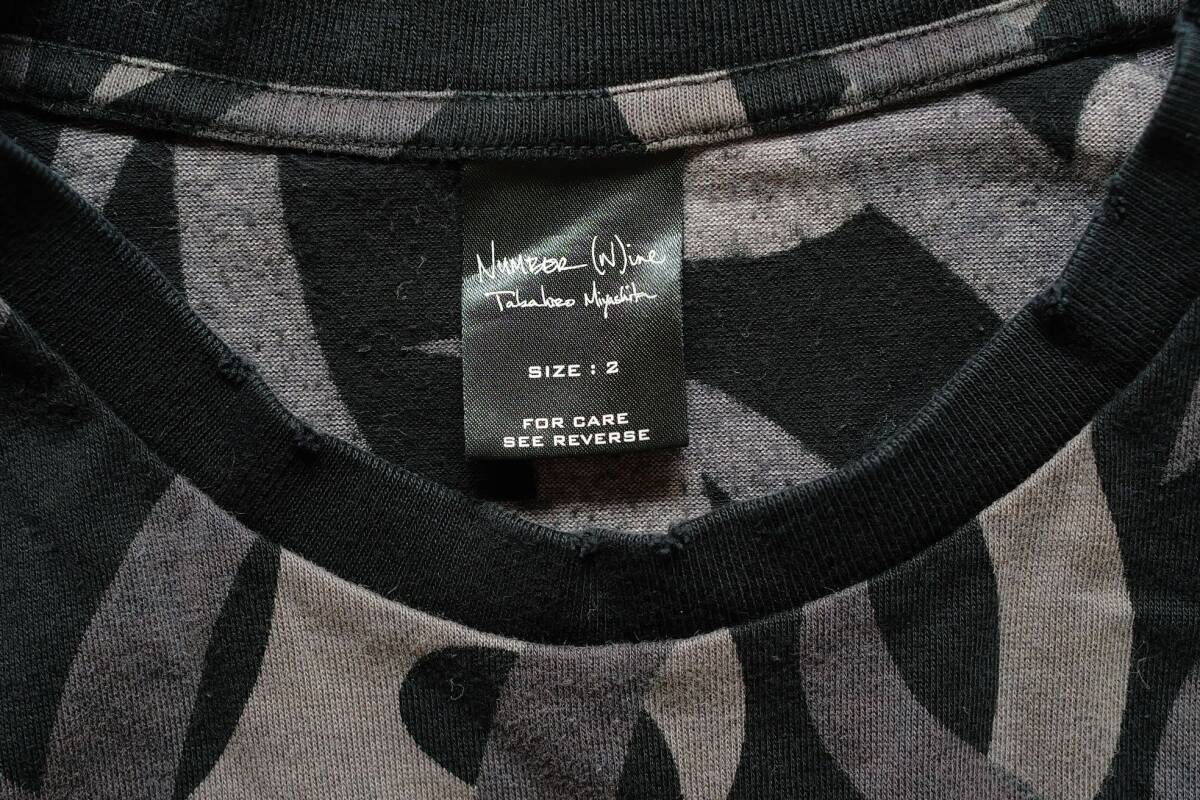 NUMBER (N)ine
Takahiro Miyashita
SIZE : 2
FOR CARE
SEE REVERSE